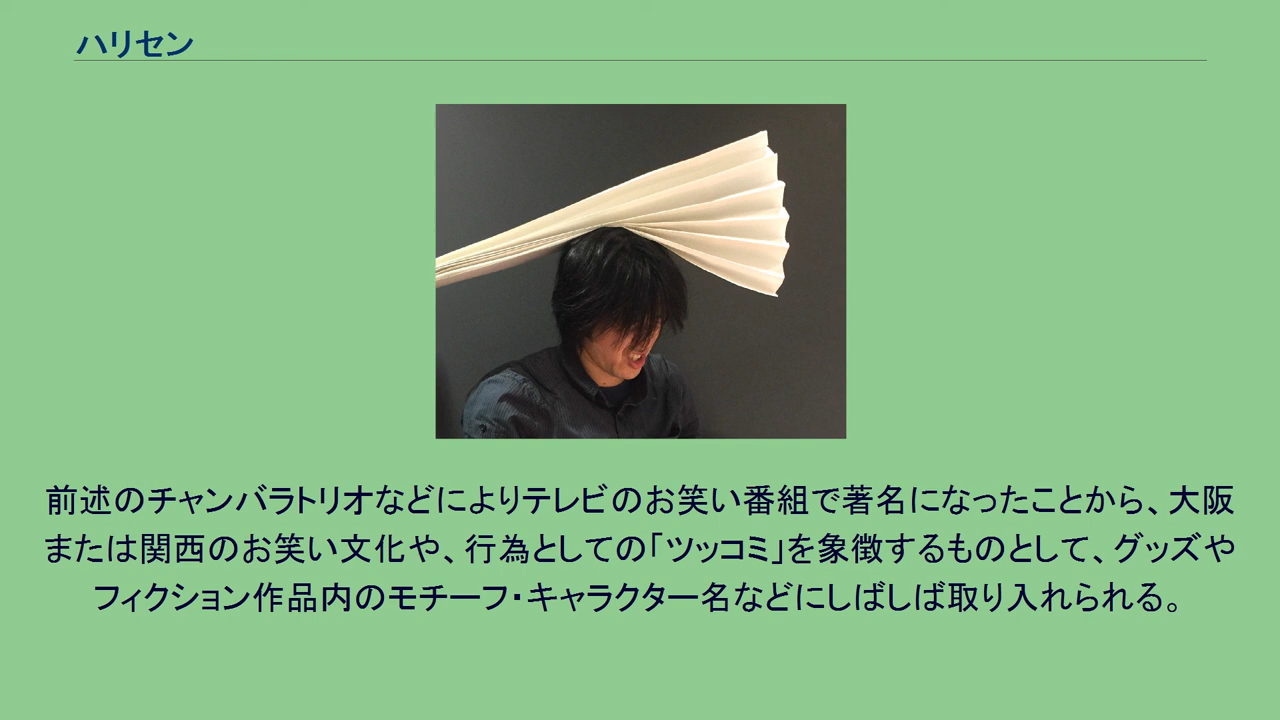 ハリセン
前述のチャンバラトリオなどによりテレビのお笑い番組で著名になったことから、大阪
または関西のお笑い文化や、行為としての「ツッコミ」を象徴するものとして、グッズや
フィクション作品内のモチーフ・キャラクター名などにしばしば取り入れられる。